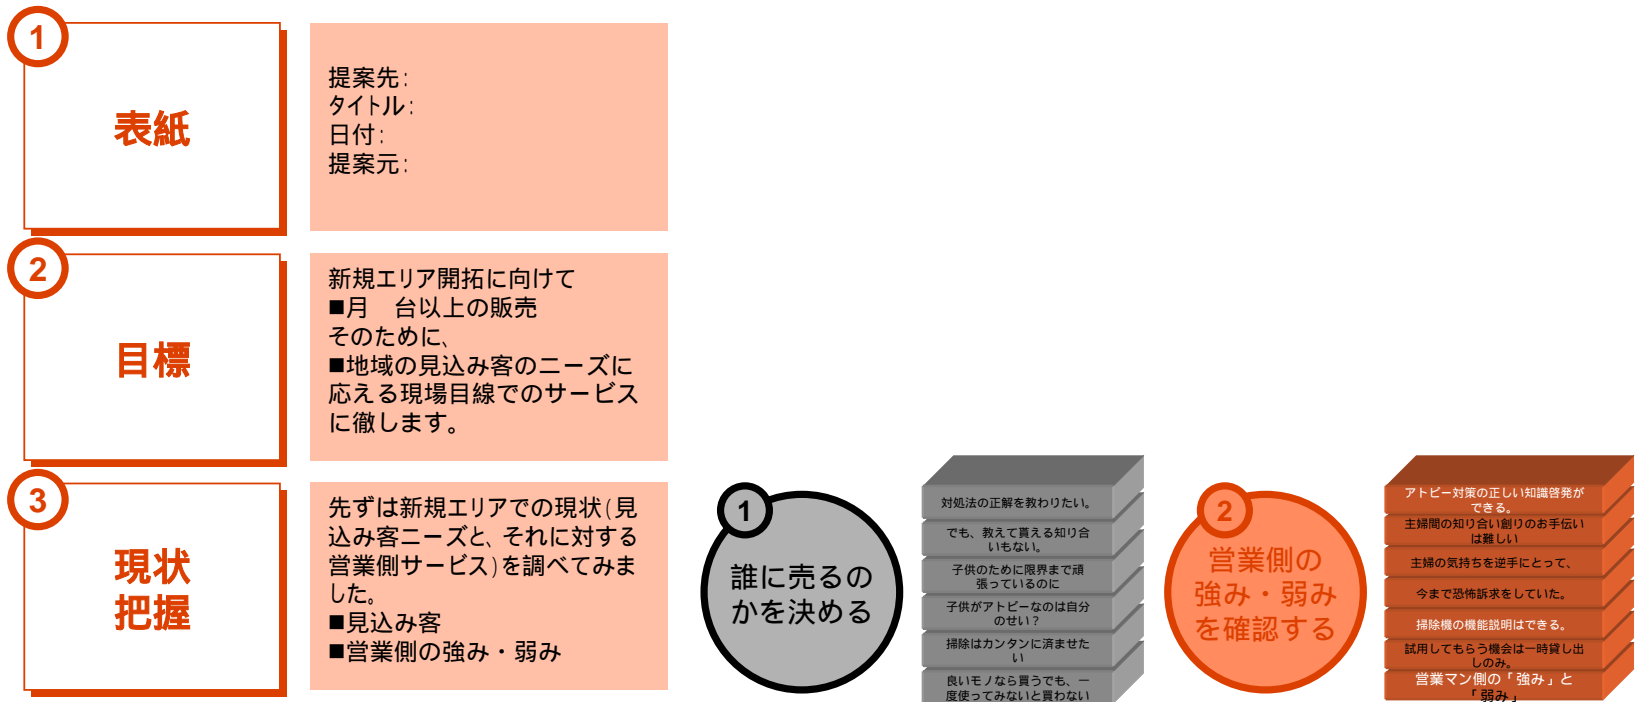 1
表紙
提案先：
タイトル：
日付：
提案元：
2
目標
新規エリア開拓に向けて
■月　台以上の販売
そのために、
■地域の見込み客のニーズに
応える現場目線でのサービス
に徹します。
3
現状
把握
先ずは新規エリアでの現状（見
込み客ニーズと、それに対する
営業側サービス）を調べてみま
した。
■見込み客
■営業側の強み・弱み
1
誰に売るの
かを決める
対処法の正解を教わりたい。
でも、教えて貰える知り合
いもない。
子供のために限界まで頑
張っているのに
子供がアトピーなのは自分
のせい？
掃除はカンタンに済ませた
い
良いモノなら買うでも、一
度使ってみないと買わない
2
営業側の
強み・弱み
を確認する
アトピー対策の正しい知識啓発が
できる。
主婦間の知り合い創りのお手伝い
は難しい
主婦の気持ちを逆手にとって、
今まで恐怖訴求をしていた。
掃除機の機能説明はできる。
試用してもらう機会は一時貸し出
しのみ。
営業マン側の「強み」と
「弱み」